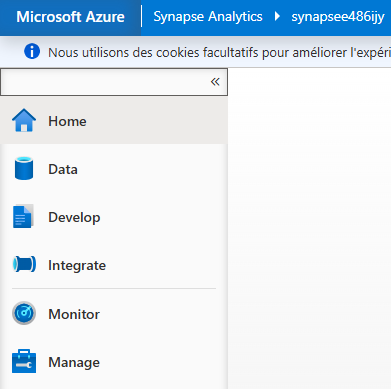 Microsoft Azure Synapse Analytics synapsee486ijy
Nous utilisons des cookies facultatifs pour améliorer l'expéri
«
Home
Data
Develop
Integrate
Monitor
Manage